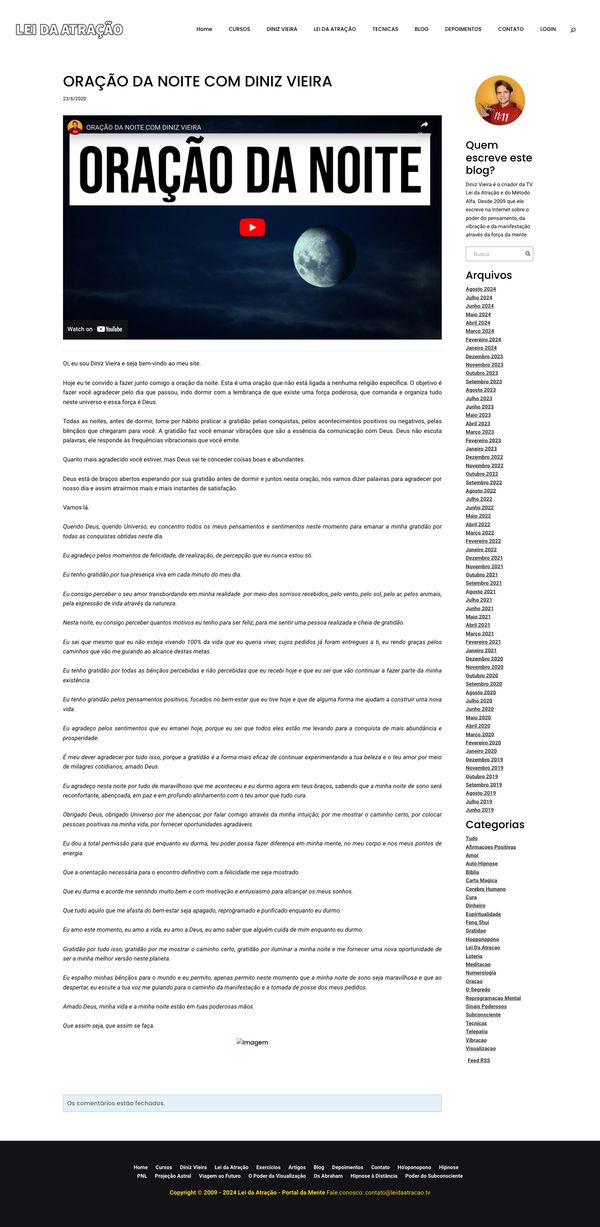 LEI DA ATRAÇÃO
Home CURSOS DINIZ VIEIRA LEI DA ATRAÇÃO TECNICAS BLOG DEPOIMENTOS CONTATO LOGIN
ORAÇÃO DA NOITE COM DINIZ VIEIRA
23/6/2020
ORAÇÃO DA NOITE COM DINIZ VIEIRA
ORAÇÃO DA NOITE
Watch on YouTube
Oi, eu sou Diniz Vieira e seja bem-vindo ao meu site.
Hoje eu te convido a fazer junto comigo a oração da noite. Esta é uma oração que não está ligada a nenhuma religião específica. O objetivo é
fazer você agradecer pelo dia que passou, indo dormir com a lembrança de que existe uma força poderosa, que comanda e organiza tudo
neste universo e essa força é Deus.
Todas as noites, antes de dormir, tome por hábito praticar a gratidão pelas conquistas, pelos acontecimentos positivos ou negativos, pelas
bênçãos que chegaram para você. A gratidão faz você emanar vibrações que são a essência da comunicação com Deus. Deus não escuta
palavras, ele responde às frequências vibracionais que você emite.
Quanto mais agradecido você estiver, mas Deus vai te conceder coisas boas e abundantes.
Deus está de braços abertos esperando por sua gratidão antes de dormir e juntos nesta oração, nós vamos dizer palavras para agradecer por
nosso dia e assim atrairmos mais e mais instantes de satisfação.
Vamos lá.
Querido Deus, querido Universo, eu concentro todos os meus pensamentos e sentimentos neste momento para emanar a minha gratidão por
todas as conquistas obtidas neste dia.
Eu agradeço pelos momentos de felicidade, de realização, de percepção que eu nunca estou só.
Eu tenho gratidão por tua presença viva em cada minuto do meu dia.
Eu consigo perceber o seu amor transbordando em minha realidade por meio dos sorrisos recebidos, pelo vento, pelo sol, pelo ar, pelos animais,
pela expressão de vida através da natureza.
Nesta noite, eu consigo perceber quantos motivos eu tenho para ser feliz, para me sentir uma pessoa realizada e cheia de gratidão.
Eu sei que mesmo que eu não esteja vivendo 100% da vida que eu queria viver, cujos pedidos já foram entregues a ti, eu rendo graças pelos
caminhos que vão me guiando ao alcance destas metas.
Eu tenho gratidão por todas as bênçãos percebidas e não percebidas que eu recebi hoje e que eu sei que vão continuar a fazer parte da minha
existência.
Eu tenho gratidão pelos pensamentos positivos, focados no bem-estar que eu tive hoje e que de alguma forma me ajudam a construir uma nova
vida.
Eu agradeço pelos sentimentos que eu emanei hoje, porque eu sei que todos eles estão me levando para a conquista de mais abundância e
prosperidade.
É meu dever agradecer por tudo isso, porque a gratidão é a forma mais eficaz de continuar experimentando a tua beleza e o teu amor por meio
de milagres cotidianos, amado Deus.
Eu agradeço nesta noite por tudo de maravilhoso que me aconteceu e eu durmo agora em teus braços, sabendo que a minha noite de sono será
reconfortante, abençoada, em paz e em profundo alinhamento com o teu amor que tudo cura.
Obrigado Deus, obrigado Universo por me abençoar, por falar comigo através da minha intuição, por me mostrar o caminho certo, por colocar
pessoas positivas na minha vida, por fornecer oportunidades agradáveis.
Eu dou a total permissão para que enquanto eu durma, teu poder possa fazer diferença em minha mente, no meu corpo e nos meus pontos de
energia.
Que a orientação necessária para o encontro definitivo com a felicidade me seja mostrado.
Que eu durma e acorde me sentindo muito bem e com motivação e entusiasmo para alcançar os meus sonhos.
Que tudo aquilo que me afasta do bem-estar seja apagado, reprogramado e purificado enquanto eu durmo.
Eu amo este momento, eu amo a vida, eu amo a Deus, eu amo saber que alguém cuida de mim enquanto eu durmo.
Gratidão por tudo isso, gratidão por me mostrar o caminho certo, gratidão por iluminar a minha noite e me fornecer uma nova oportunidade de
ser a minha melhor versão neste planeta.
Eu espalho minhas bênçãos para o mundo e eu permito, apenas permito neste momento que a minha noite de sono seja maravilhosa e que ao
despertar, eu escute a tua voz me guiando para o caminho da manifestação e a tomada de posse dos meus pedidos.
Amado Deus, minha vida e a minha noite estão em tuas poderosas mãos.
Que assim seja, que assim se faça.
imagem
Os comentários estão fechados.
11:11
Quem
escreve este
blog?
Diniz Vieira é o criador da TV
Lei da Atração e do Método
Alfa. Desde 2009 que ele
escreve na Internet sobre o
poder do pensamento, da
vibração e da manifestação
através da força da mente.
Busca
Arquivos
Agosto 2024
Julho 2024
Junho 2024
Maio 2024
Abril 2024
Março 2024
Fevereiro 2024
Janeiro 2024
Dezembro 2023
Novembro 2023
Outubro 2023
Setembro 2023
Agosto 2023
Julho 2023
Junho 2023
Maio 2023
Abril 2023
Março 2023
Fevereiro 2023
Janeiro 2023
Dezembro 2022
Novembro 2022
Outubro 2022
Setembro 2022
Agosto 2022
Julho 2022
Junho 2022
Maio 2022
Abril 2022
Março 2022
Fevereiro 2022
Janeiro 2022
Dezembro 2021
Novembro 2021
Outubro 2021
Setembro 2021
Agosto 2021
Julho 2021
Junho 2021
Maio 2021
Abril 2021
Março 2021
Fevereiro 2021
Janeiro 2021
Dezembro 2020
Novembro 2020
Outubro 2020
Setembro 2020
Agosto 2020
Julho 2020
Junho 2020
Maio 2020
Abril 2020
Março 2020
Fevereiro 2020
Janeiro 2020
Dezembro 2019
Novembro 2019
Outubro 2019
Setembro 2019
Agosto 2019
Julho 2019
Junho 2019
Categorias
Tudo
Afirmacoes Positivas
Amor
Auto Hipnose
Biblia
Carta Magica
Cerebro Humano
Cura
Dinheiro
Espiritualidade
Feng Shui
Gratidao
Hooponopono
Lei Da Atracao
Loteria
Meditacao
Numerologia
Oracao
O Segredo
Reprogramacao Mental
Sinais Poderosos
Subconsciente
Tecnicas
Telepatia
Vibracao
Visualizacao
Feed RSS
Home Cursos Diniz Vieira Lei da Atração Exercícios Artigos Blog Depoimentos Contato Ho'oponopono Hipnose
PNL Projeção Astral Viagem ao Futuro O Poder da Visualização Os Abraham Hipnose à Distância Poder do Subconsciente
Copyright © 2009 - 2024 Lei da Atração - Portal da Mente Fale conosco: contato@leidaatracao.tv